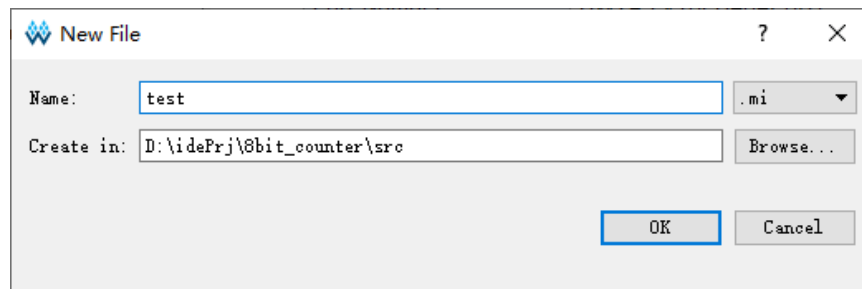 New File ?
Name: test .mi
Create in: D:\idePrj\8bit_counter\src Browse...
OK Cancel